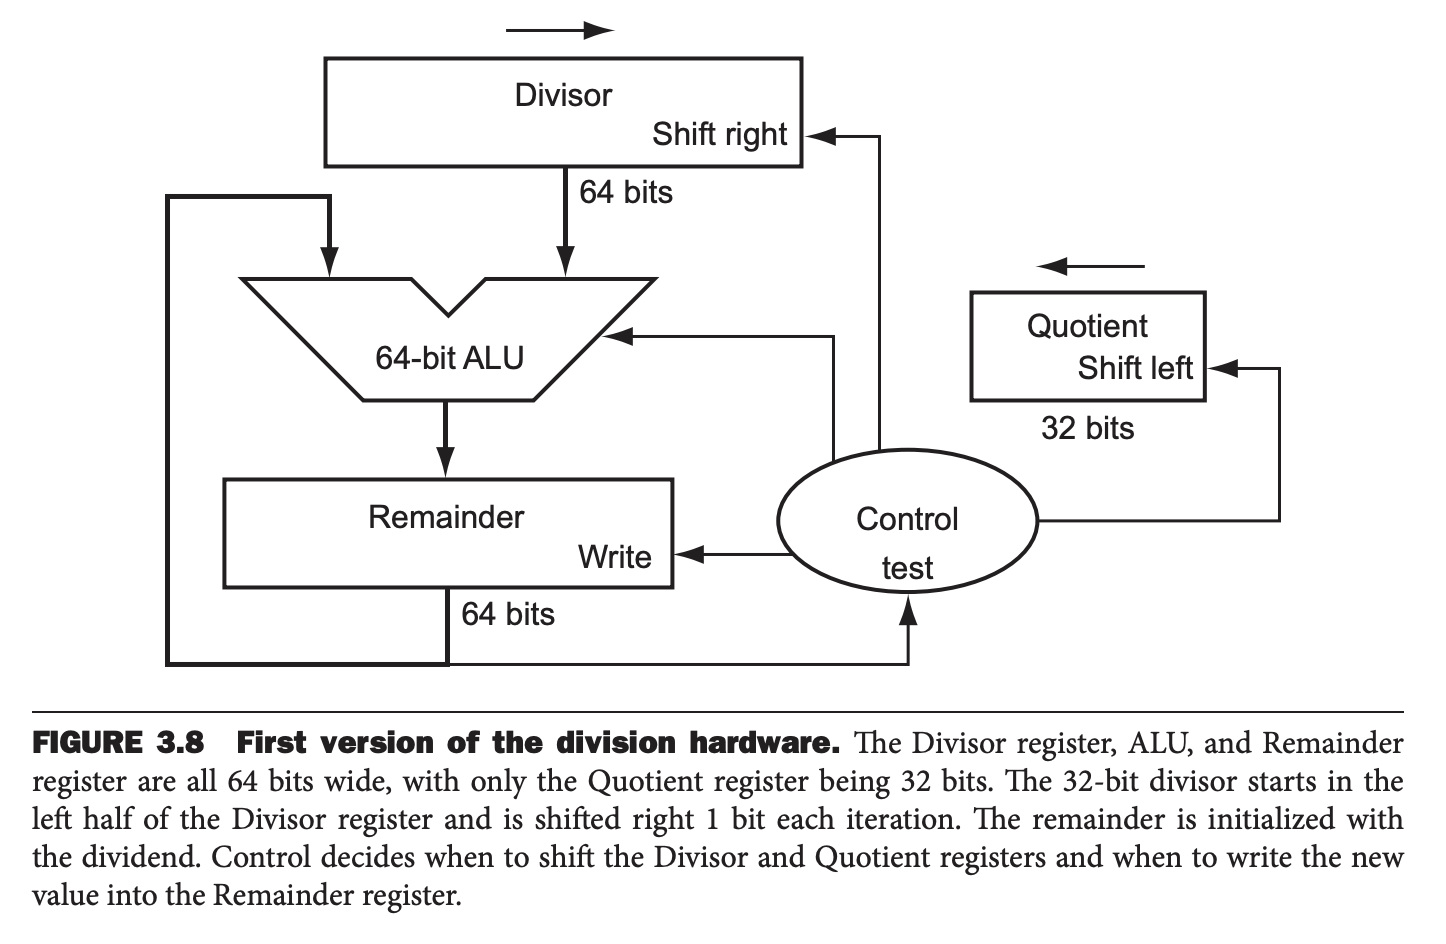 Divisor
Shift right
64 bits
64-bit ALU
Quotient
Shift left
32 bits
Remainder
Write
64 bits
Control
test
FIGURE 3.8 First version of the division hardware. The Divisor register, ALU, and Remainder
register are all 64 bits wide, with only the Quotient register being 32 bits. The 32-bit divisor starts in the
left half of the Divisor register and is shifted right 1 bit each iteration. The remainder is initialized with
the dividend. Control decides when to shift the Divisor and Quotient registers and when to write the new
value into the Remainder register.